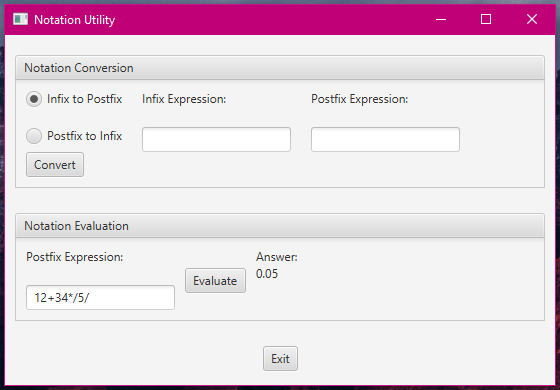 Notation Utility
Notation Conversion
Infix to Postfix
Infix Expression:
Postfix Expression:
Postfix to Infix
Convert
Notation Evaluation
Postfix Expression:
Answer:
0.05
Evaluate
12+34*/5/
Exit